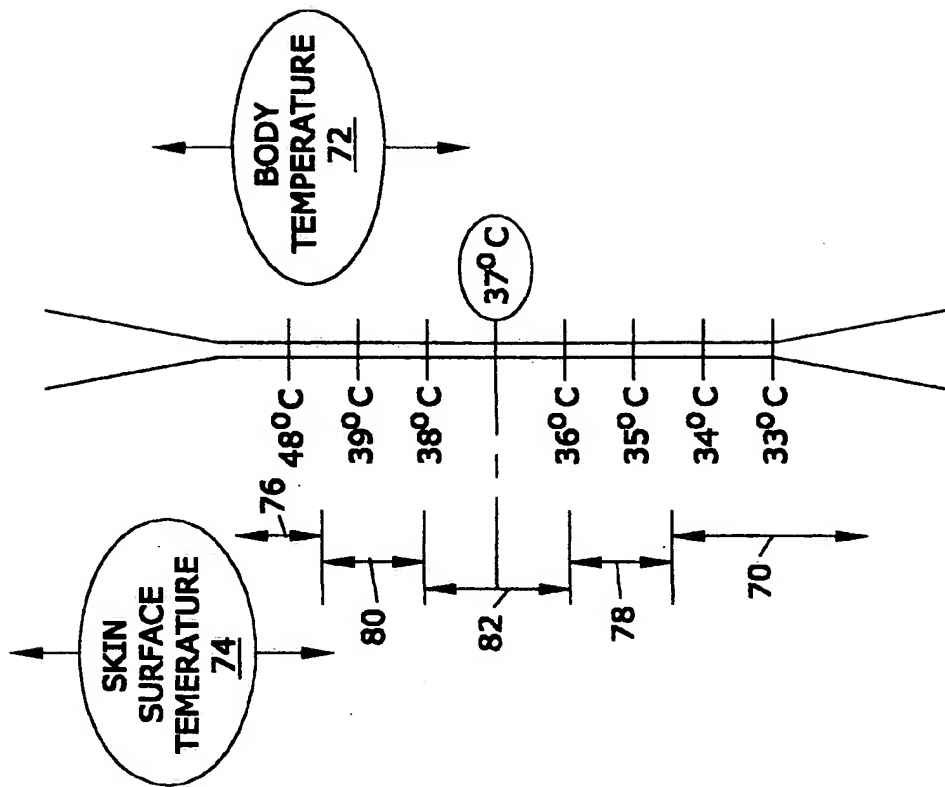 SKIN
SURFACE
TEMERATURE
74
BODY
TEMPERATURE
72
76
80
82
78
70
48°C
39°C
38°C
37°C
36°C
35°C
34°C
33°C